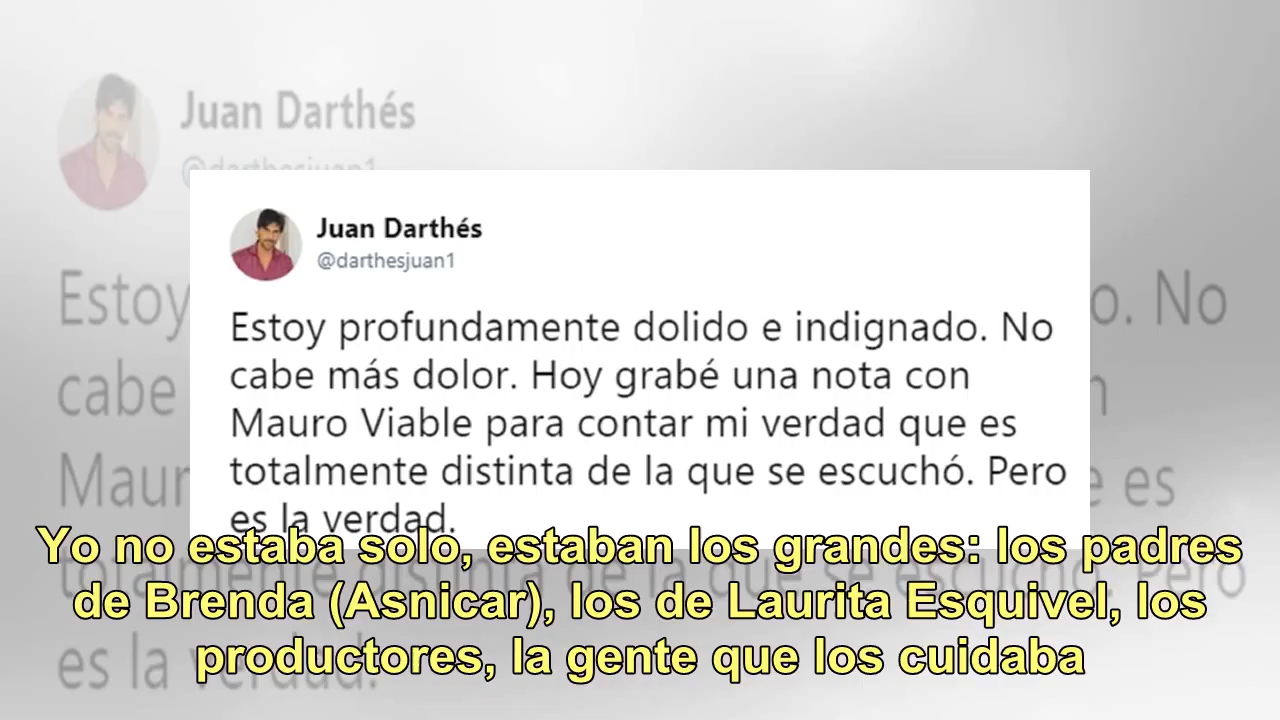 Juan Darthés
@darthesjuan1
Juan Darthés
@darthesjuan1
Estoy profundamente dolido e indignado. No
cabe más dolor. Hoy grabé una nota con
Mauro Viable para contar mi verdad que es
totalmente distinta de la que se escuchó. Pero
es la verdad.
Yo no estaba solo, estaban los grandes: los padres
de Brenda (Asnicar), los de Laurita Esquivel, los
productores, la gente que los cuidaba